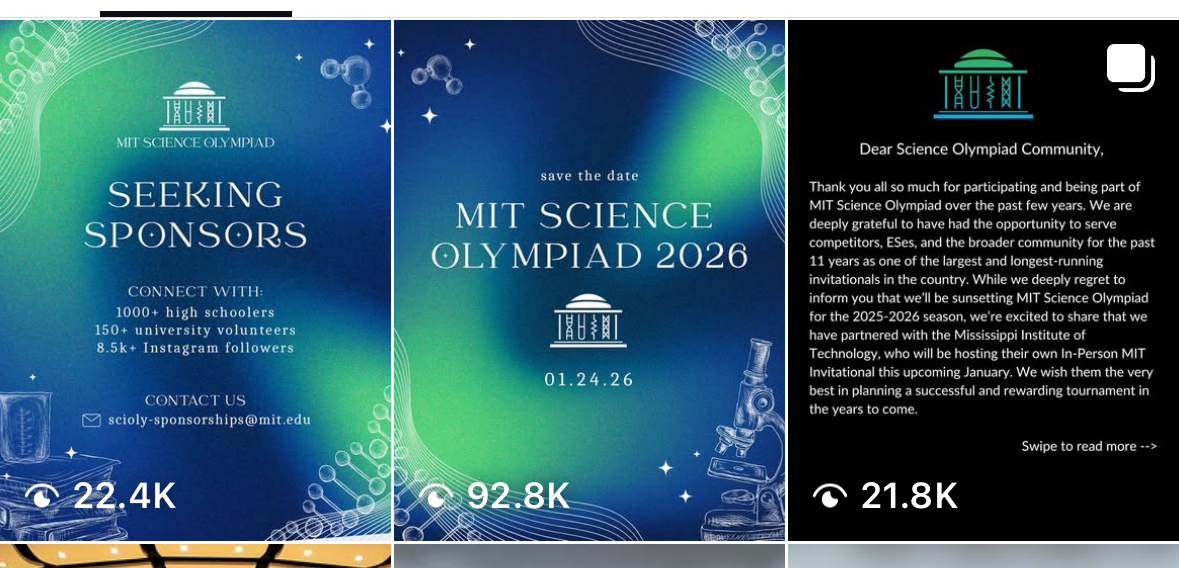 MIT SCIENCE OLYMPIAD
SEEKING
SPONSORS
CONNECT WITH:
1000+ high schoolers
150+ university volunteers
8.5k+ Instagram followers
CONTACT US
scioly-sponsorships@mit.edu
22.4K
save the date
MIT SCIENCE
OLYMPIAD 2026
01.24.26
92.8K
Dear Science Olympiad Community,
Thank you all so much for participating and being part of
MIT Science Olympiad over the past few years. We are
deeply grateful to have had the opportunity to serve
competitors, ESes, and the broader community for the past
11 years as one of the largest and longest-running
invitationals in the country. While we deeply regret to
inform you that we’ll be sunsetting MIT Science Olympiad
for the 2025-2026 season, we’re excited to share that we
have partnered with the Mississippi Institute of
Technology, who will be hosting their own In-Person MIT
Invitational this upcoming January. We wish them the very
best in planning a successful and rewarding tournament in
the years to come.
Swipe to read more -->
21.8K